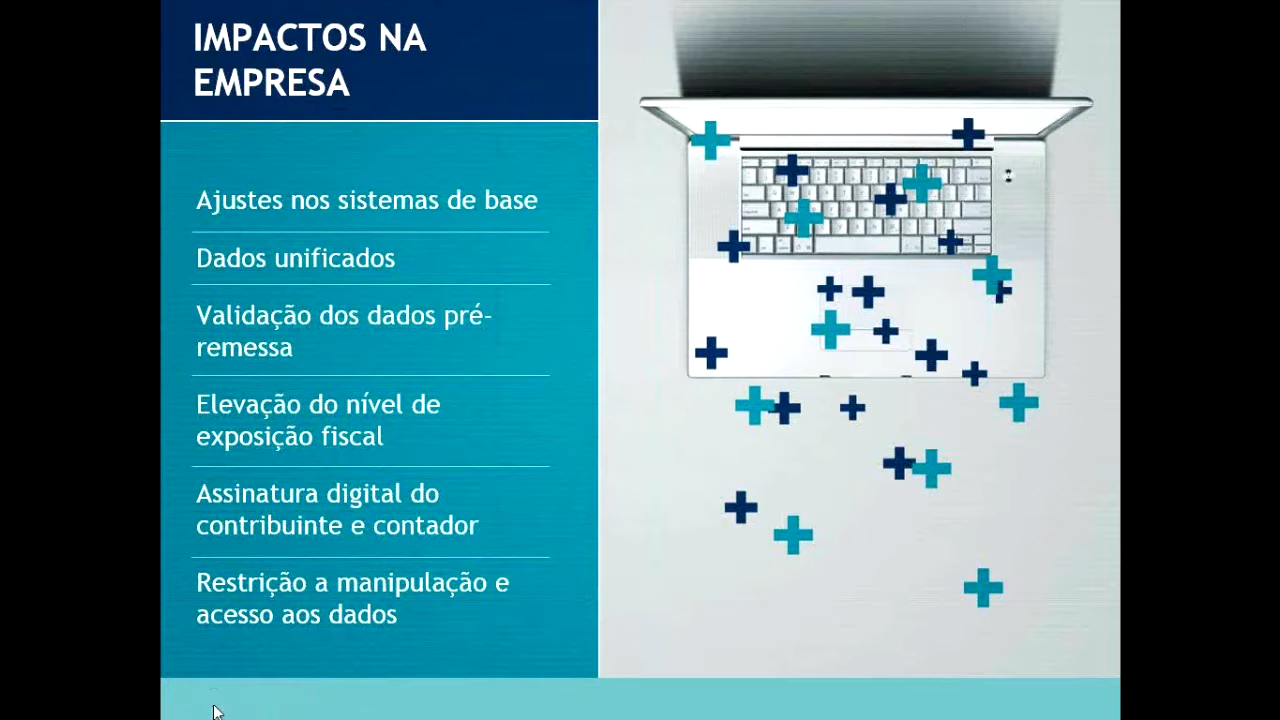 IMPACTOS NA
EMPRESA
Ajustes nos sistemas de base
Dados unificados
Validação dos dados pré-
remessa
Elevação do nível de
exposição fiscal
Assinatura digital do
contribuinte e contador
Restrição a manipulação e
acesso aos dados